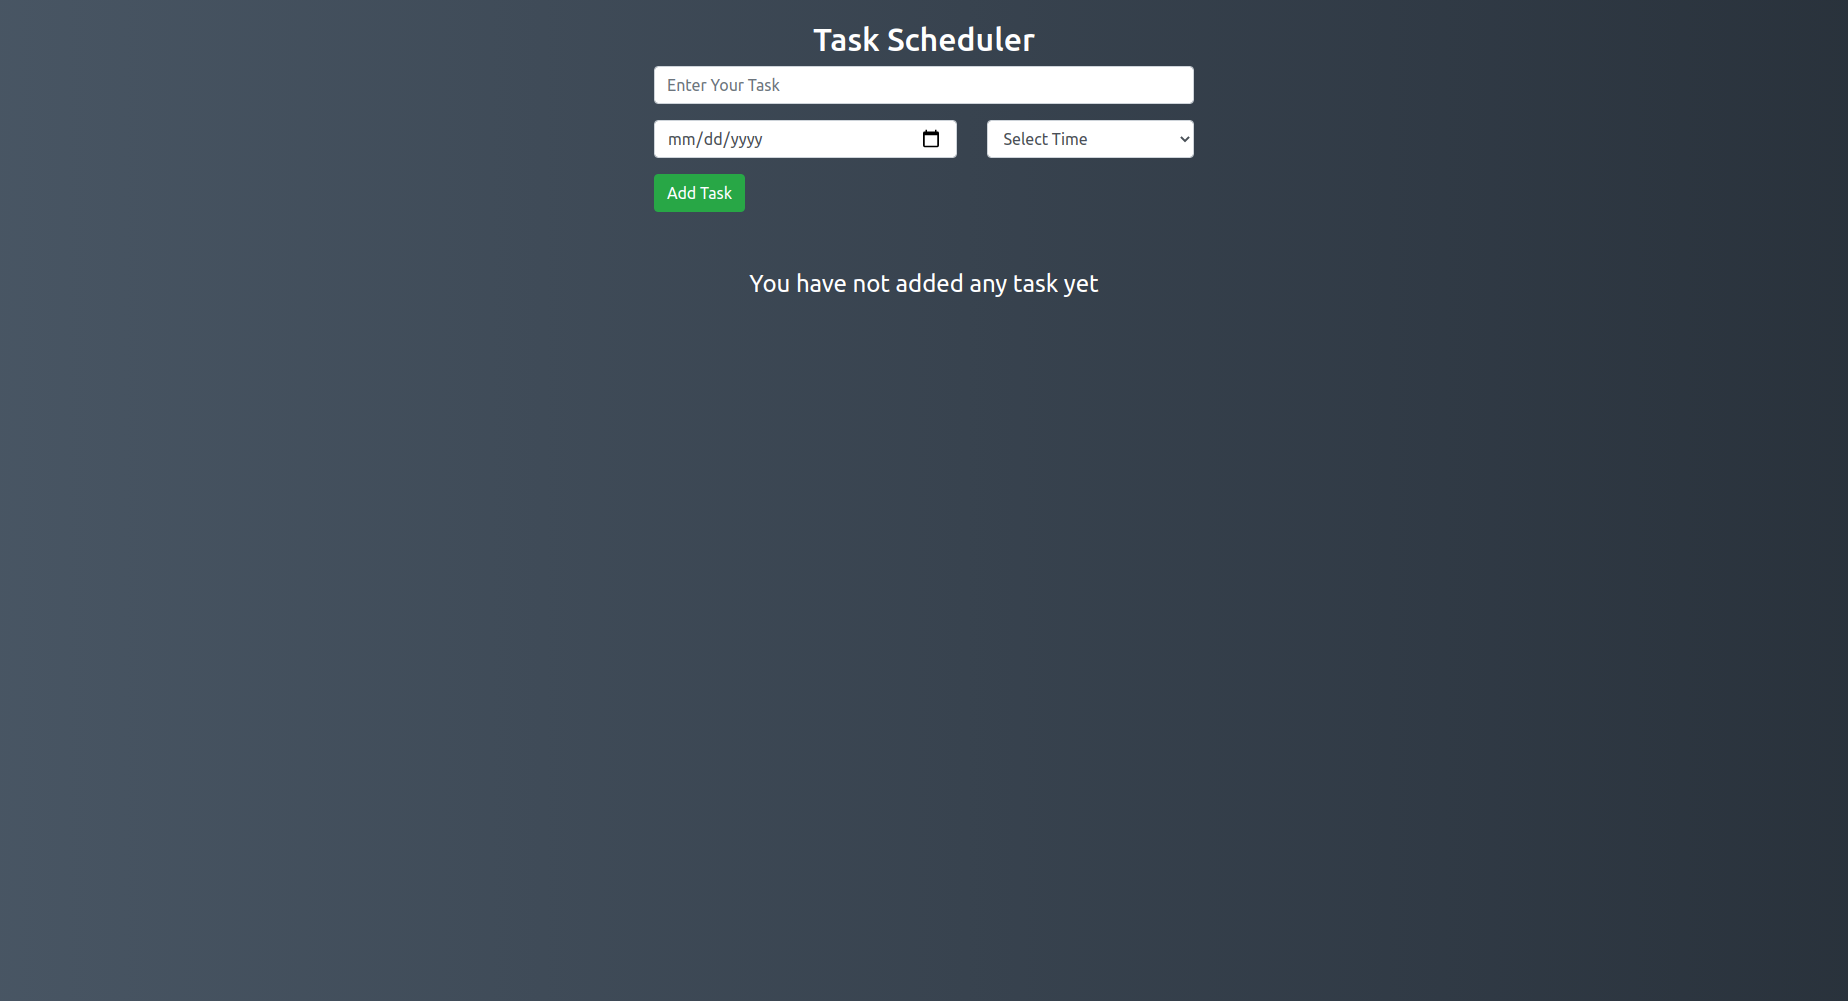 Task Scheduler
Enter Your Task
mm/dd/yyyy Select Time
Add Task
You have not added any task yet